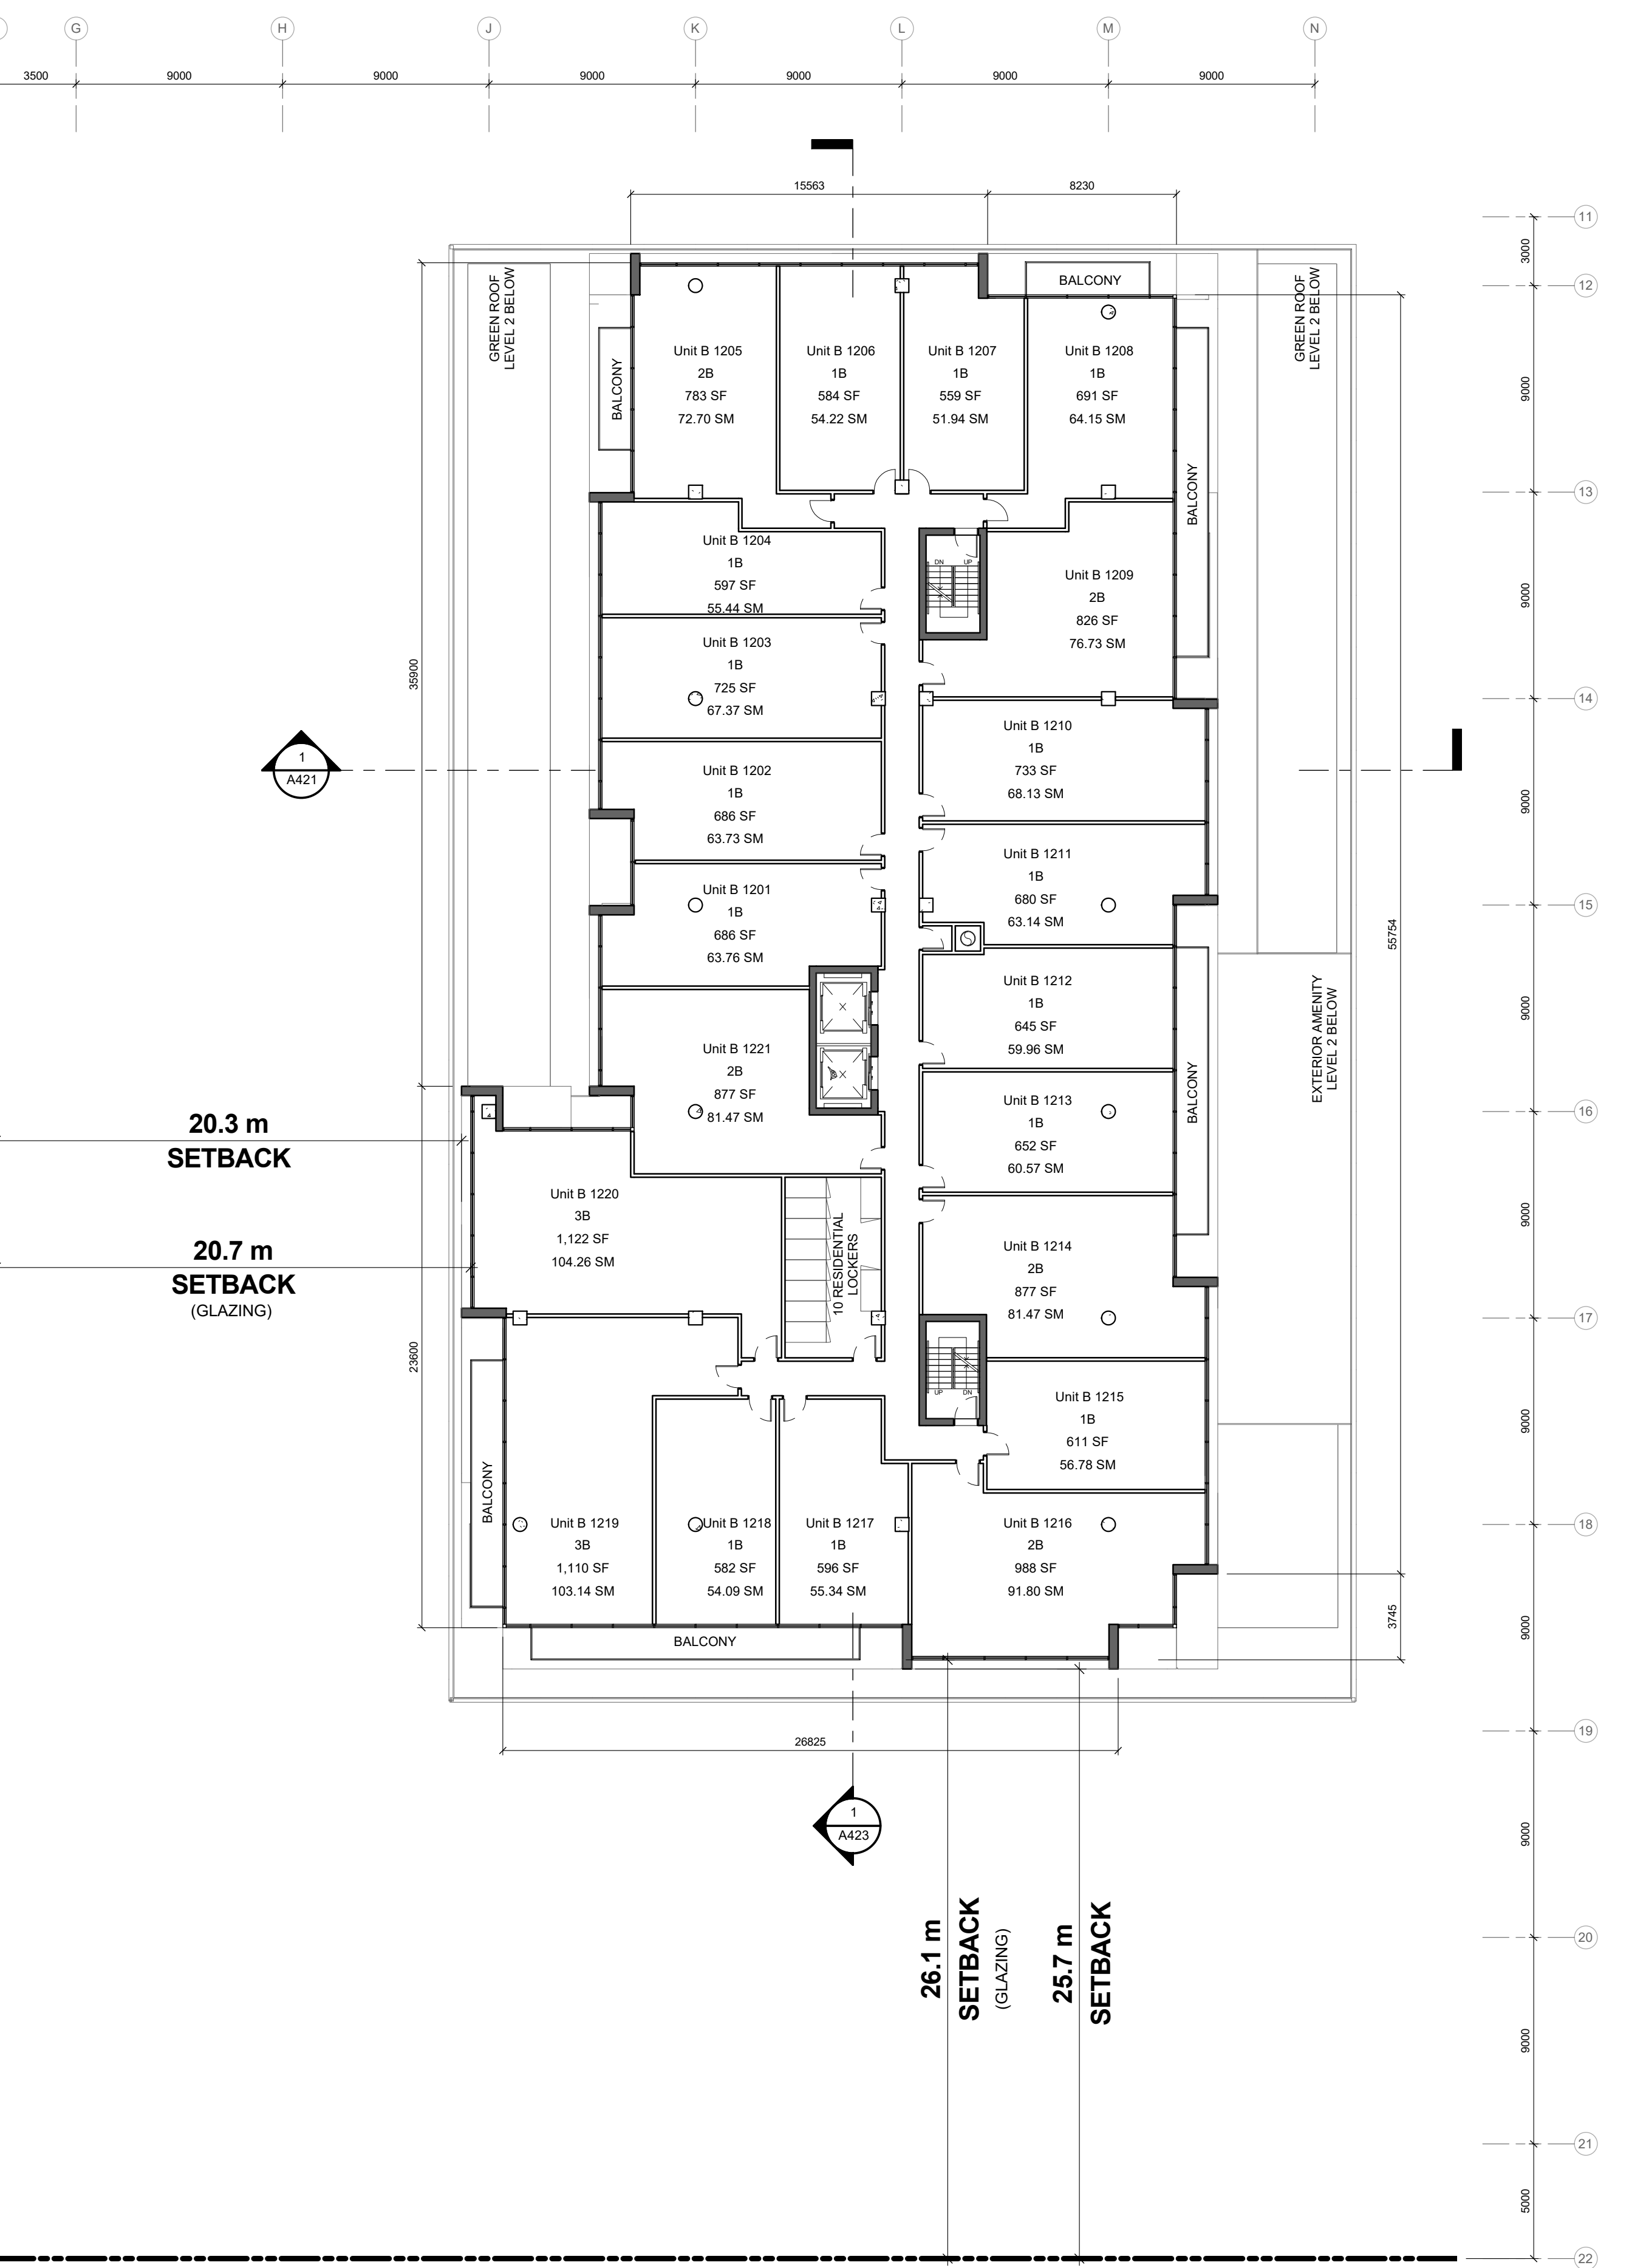 G
H
J
K
L
M
N
3500
9000
9000
9000
9000
9000
9000
15563
8230
11
3000
12
9000
13
9000
14
9000
15
9000
16
9000
17
9000
18
9000
19
9000
20
9000
21
5000
22
GREEN ROOF
LEVEL 2 BELOW
BALCONY
BALCONY
GREEN ROOF
LEVEL 2 BELOW
BALCONY
Unit B 1205
2B
783 SF
72.70 SM
Unit B 1206
1B
584 SF
54.22 SM
Unit B 1207
1B
559 SF
51.94 SM
Unit B 1208
1B
691 SF
64.15 SM
Unit B 1204
1B
597 SF
55.44 SM
DN
UP
Unit B 1209
2B
826 SF
76.73 SM
Unit B 1203
1B
725 SF
67.37 SM
35900
Unit B 1210
1B
733 SF
68.13 SM
1
A421
Unit B 1202
1B
686 SF
63.73 SM
Unit B 1211
1B
680 SF
63.14 SM
Unit B 1201
1B
686 SF
63.76 SM
55754
Unit B 1212
1B
645 SF
59.96 SM
EXTERIOR AMENITY
LEVEL 2 BELOW
BALCONY
Unit B 1221
2B
877 SF
81.47 SM
Unit B 1213
1B
652 SF
60.57 SM
20.3 m
SETBACK
Unit B 1220
3B
1,122 SF
104.26 SM
10 RESIDENTIAL
LOCKERS
20.7 m
SETBACK
(GLAZING)
Unit B 1214
2B
877 SF
81.47 SM
23600
UP
DN
Unit B 1215
1B
611 SF
56.78 SM
BALCONY
Unit B 1219
3B
1,110 SF
103.14 SM
Unit B 1218
1B
582 SF
54.09 SM
Unit B 1217
1B
596 SF
55.34 SM
Unit B 1216
2B
988 SF
91.80 SM
3745
BALCONY
26825
1
A423
26.1 m
SETBACK
(GLAZING)
25.7 m
SETBACK